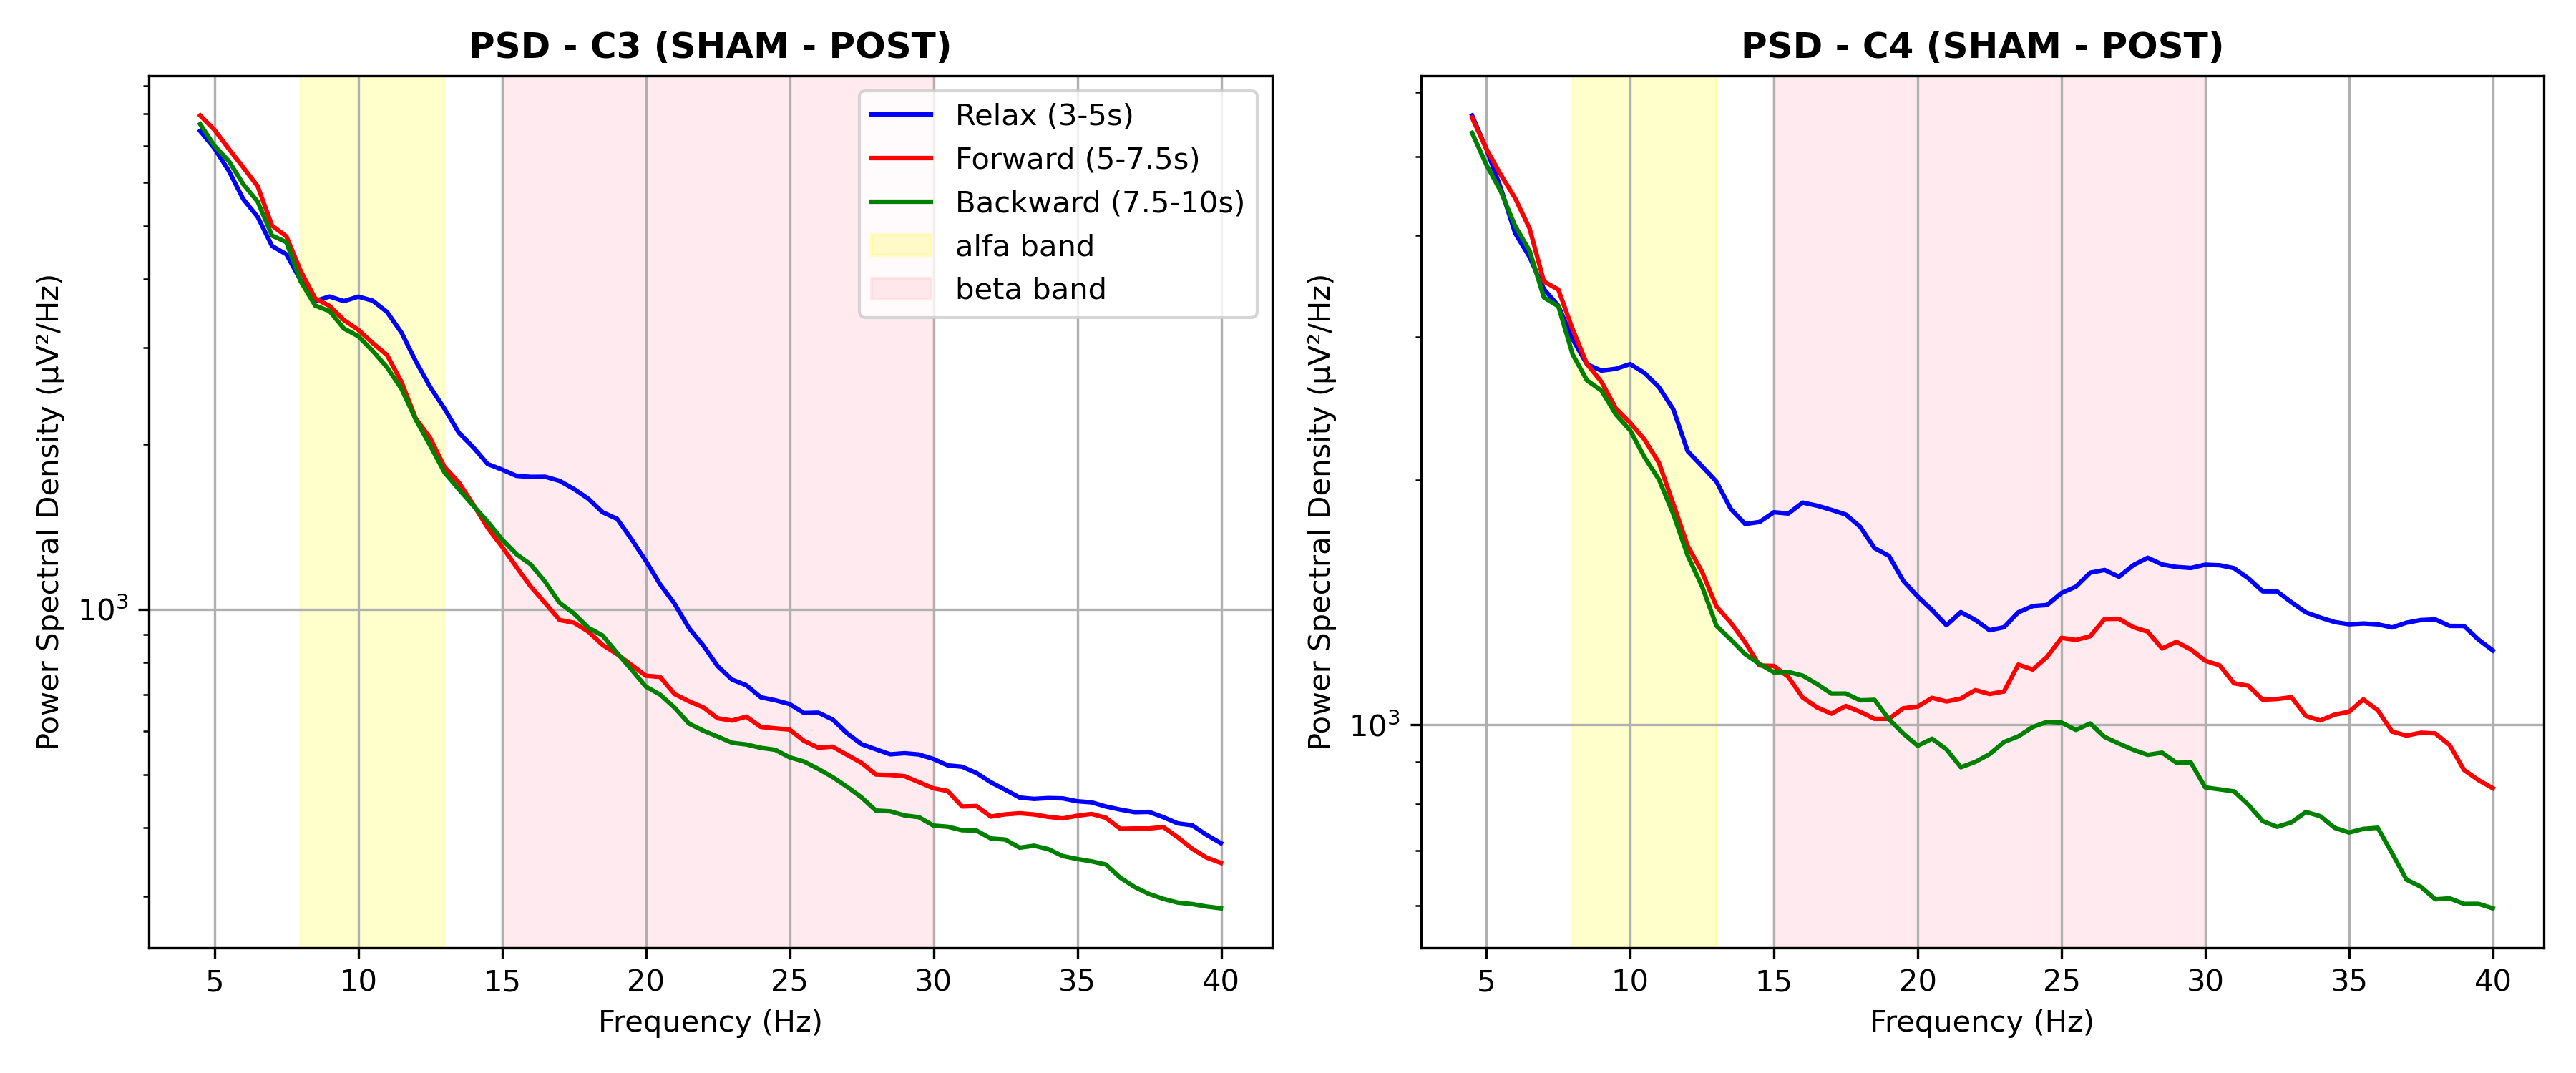 PSD - C3 (SHAM - POST)
Power Spectral Density (µV²/Hz)
10³
Relax (3-5s)
Forward (5-7.5s)
Backward (7.5-10s)
alfa band
beta band
5 10 15 20 25 30 35 40
Frequency (Hz)
PSD - C4 (SHAM - POST)
Power Spectral Density (µV²/Hz)
10³
5 10 15 20 25 30 35 40
Frequency (Hz)